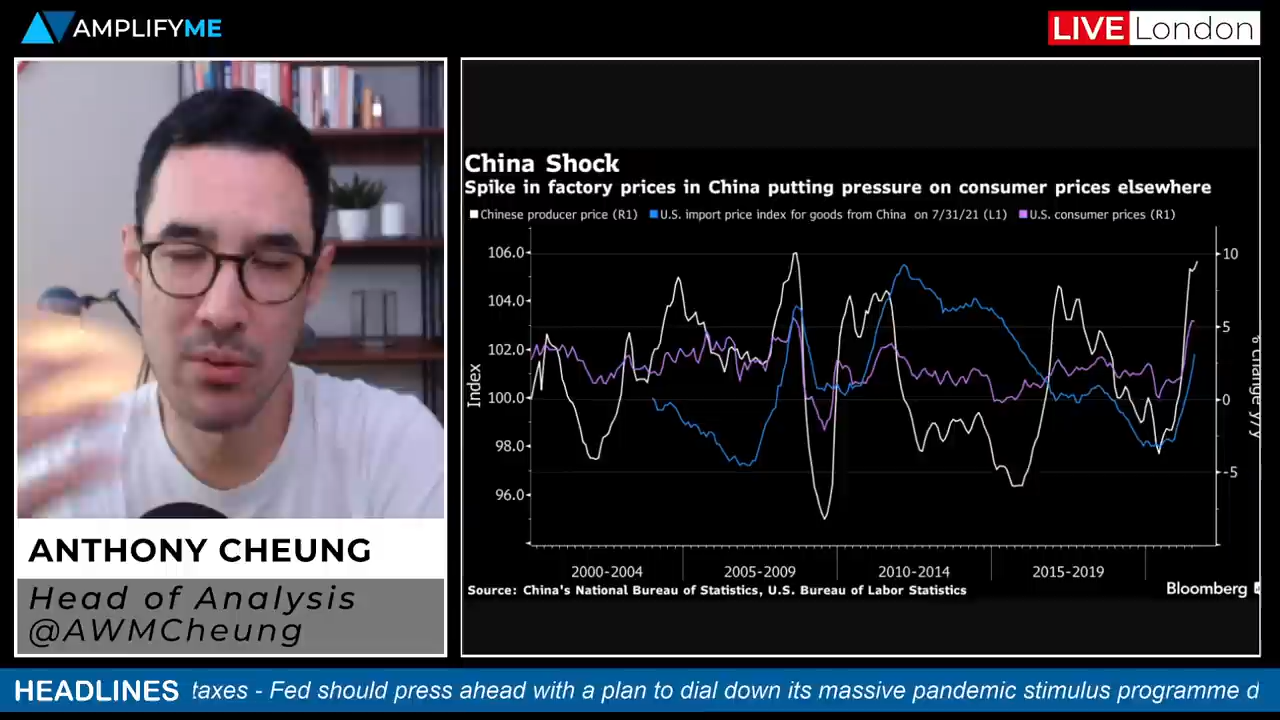 AMPLIFYME
LIVE London
China Shock
Spike in factory prices in China putting pressure on consumer prices elsewhere
Chinese producer price (R1) U.S. import price index for goods from China on 7/31/21 (L1) U.S. consumer prices (R1)
106.0
104.0
102.0
100.0
98.0
96.0
Index
10
5
0
-5
% change y/y
2000-2004 2005-2009 2010-2014 2015-2019
Source: China's National Bureau of Statistics, U.S. Bureau of Labor Statistics
Bloomberg
ANTHONY CHEUNG
Head of Analysis
@AWMCheung
HEADLINES taxes - Fed should press ahead with a plan to dial down its massive pandemic stimulus programme d